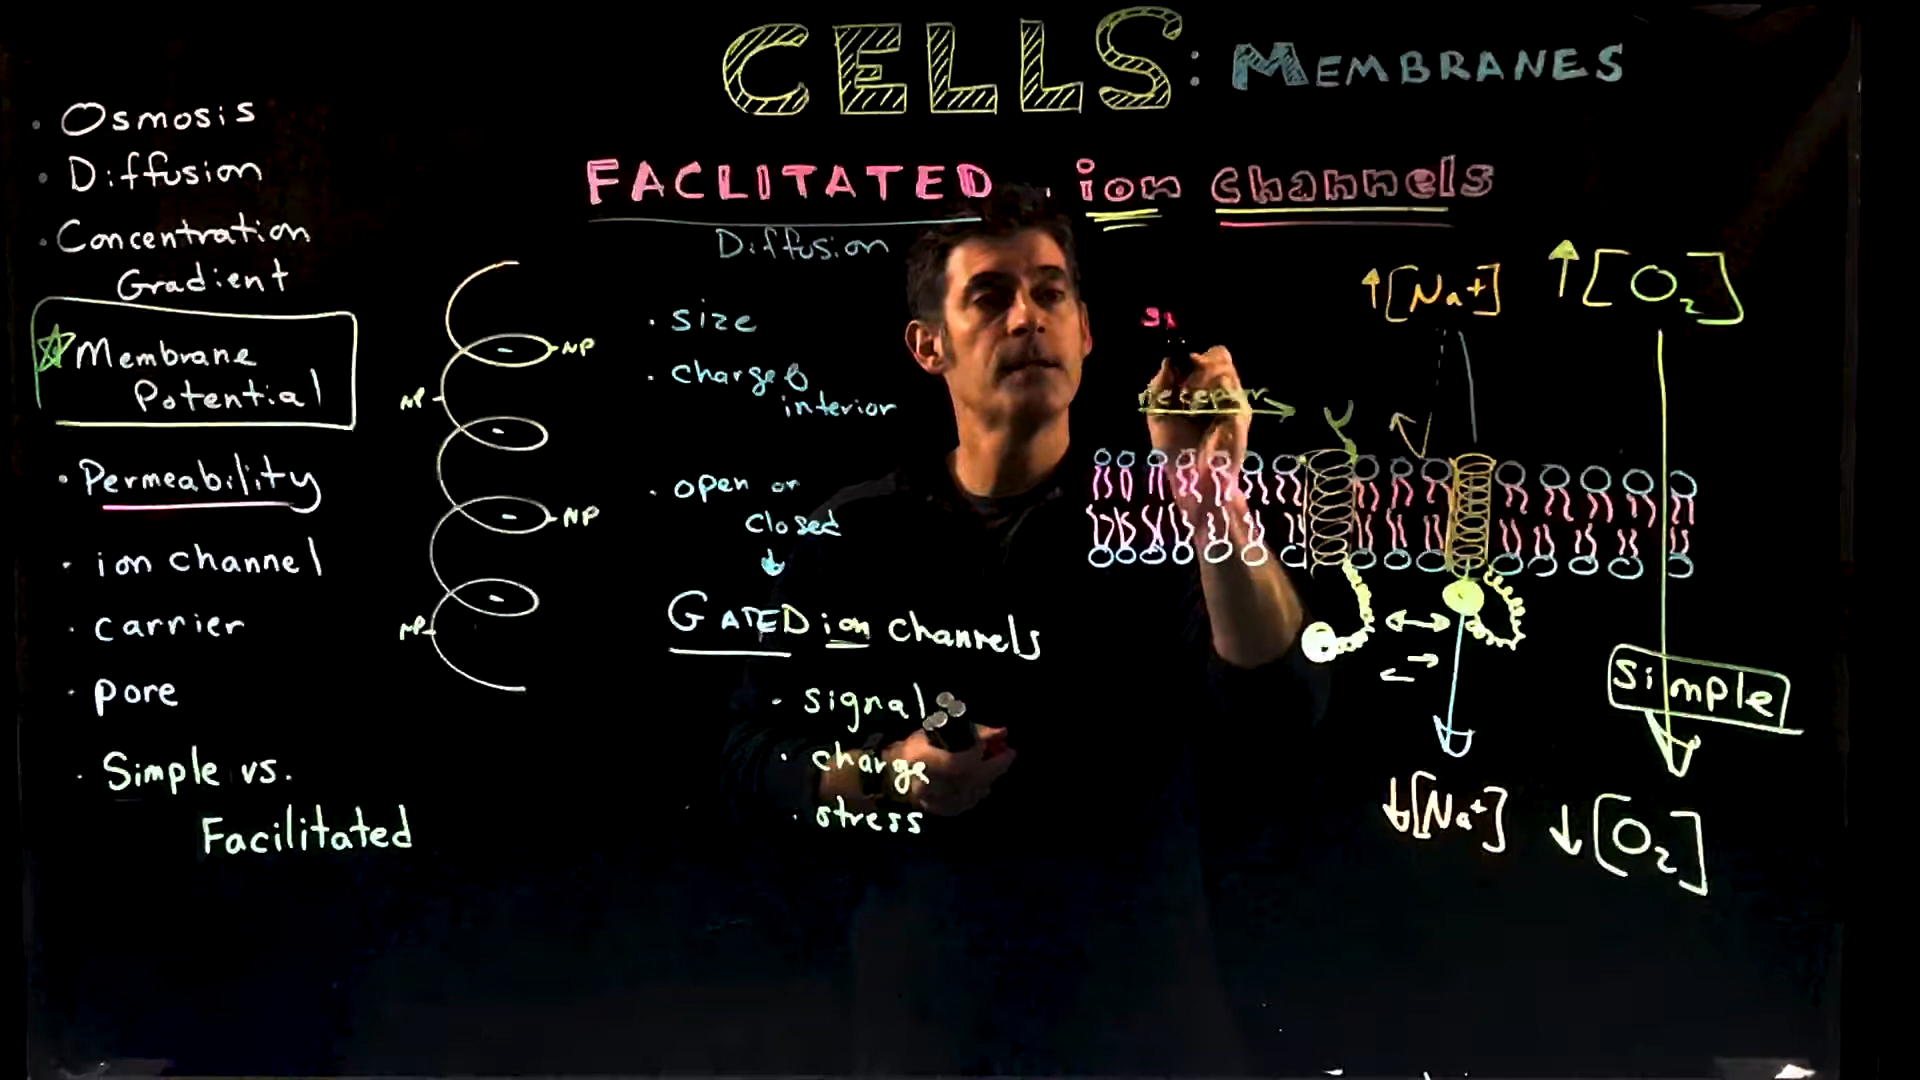 CELLS: MEMBRANES
FACLITATED . ion channels
Diffusion
• Osmosis
• Diffusion
• Concentration
Gradient
Membrane
Potential
• Permeability
• ion channel
• carrier
• pore
• Simple vs.
Facilitated
NP
NP
NP
NP
• size
• charge
interior
• open or
closed
GATED ion channels
• signal
• charge
• stress
receptor
↑[Na+]
↑[O2]
simple
↓[Na+]
↓[O2]